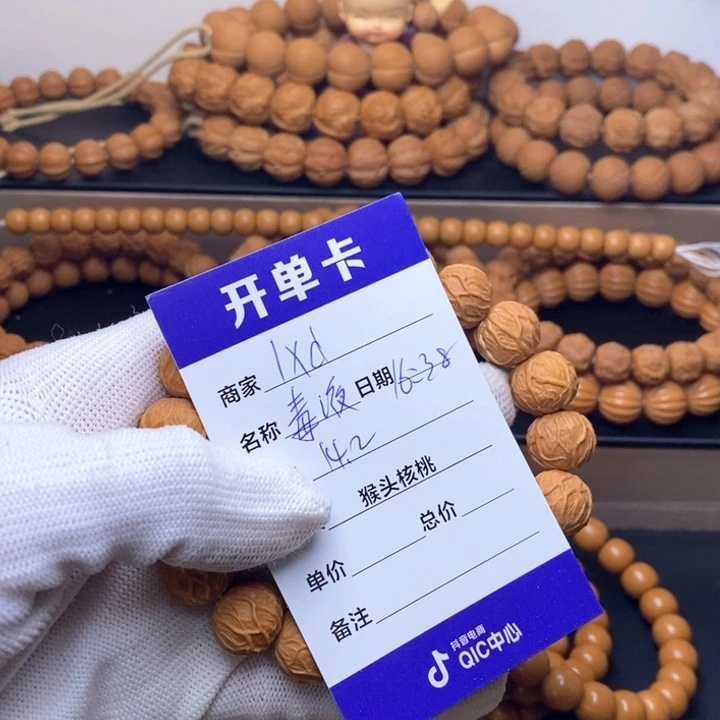 开单卡
商家 lxd
名称 毒液 日期 16:38
14.2
猴头核桃
单价 总价
备注
抖音电商
QIC中心